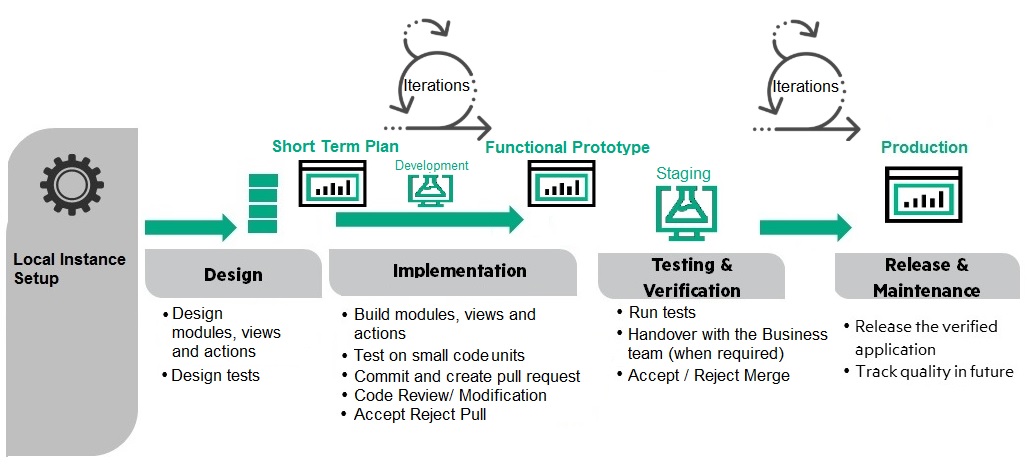 Iterations
Iterations
Short Term Plan
Functional Prototype
Production
Development
Staging
Local Instance
Setup
Design
Implementation
Testing &
Verification
Release &
Maintenance
• Design
modules, views
and actions
• Design tests
• Build modules, views and
actions
• Test on small code units
• Commit and create pull request
• Code Review/ Modification
• Accept Reject Pull
• Run tests
• Handover with the Business
team (when required)
• Accept / Reject Merge
• Release the verified
application
• Track quality in future